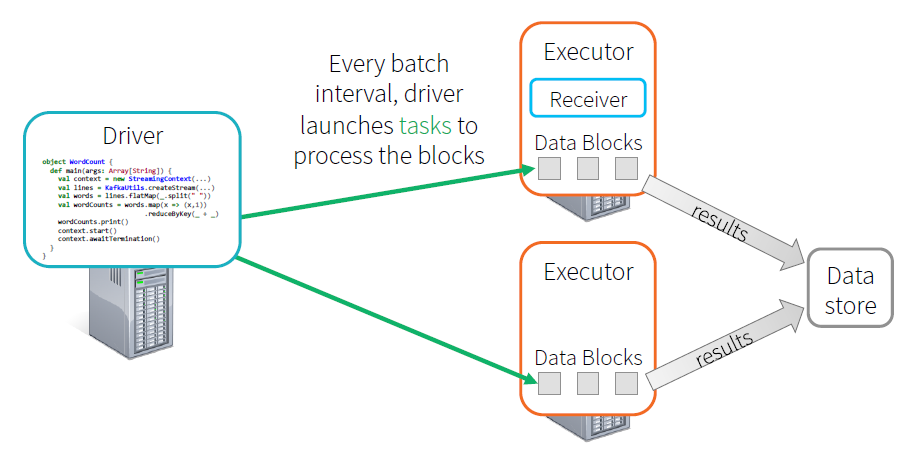 Driver
object WordCount {
def main(args: Array[String]) {
val context = new StreamingContext(...)
val lines = KafkaUtils.createStream(...)
val words = lines.flatMap(_.split(" "))
val wordCounts = words.map(x => (x,1))
.reduceByKey(_ + _)
wordCounts.print()
context.start()
context.awaitTermination()
}
}
Every batch
interval, driver
launches tasks to
process the blocks
Executor
Receiver
Data Blocks
results
Executor
Data Blocks
results
Data
store